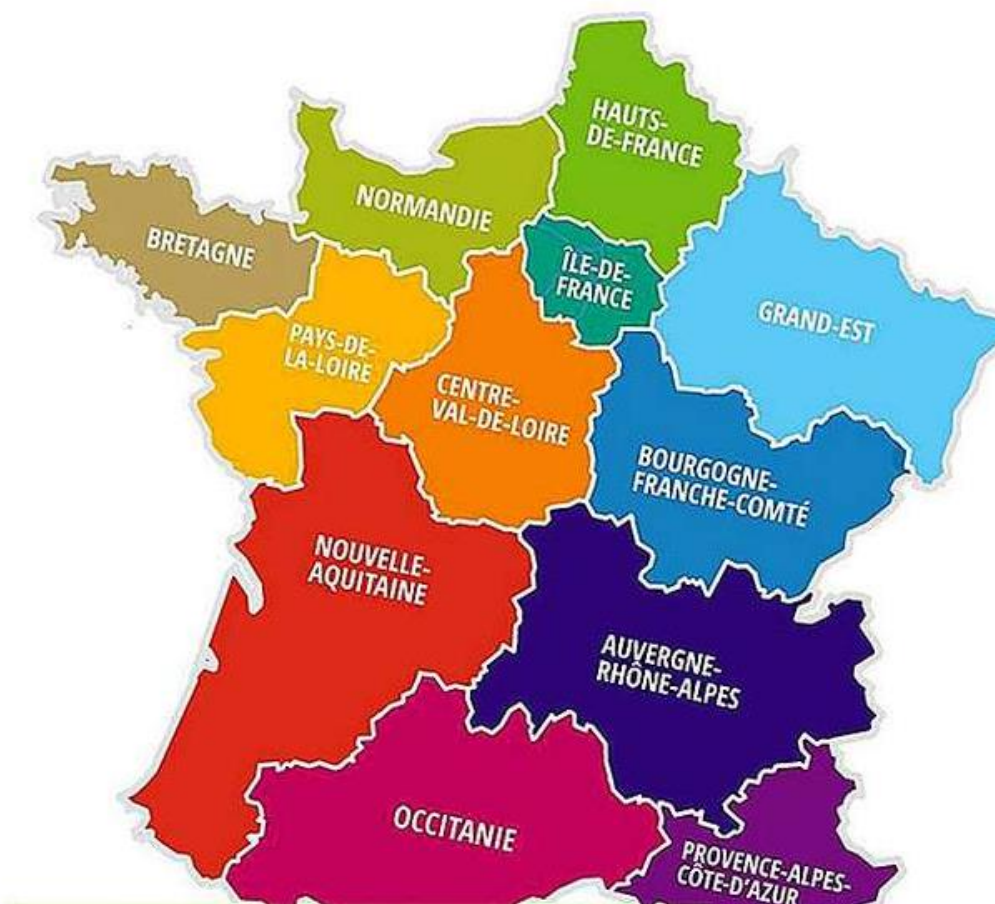 HAUTS-
DE-FRANCE
NORMANDIE
BRETAGNE
ÎLE-DE-
FRANCE
GRAND-EST
PAYS-DE-
LA-LOIRE
CENTRE-
VAL-DE-LOIRE
BOURGOGNE-
FRANCHE-COMTÉ
NOUVELLE-
AQUITAINE
AUVERGNE-
RHÔNE-ALPES
OCCITANIE
PROVENCE-ALPES-
CÔTE-D'AZUR